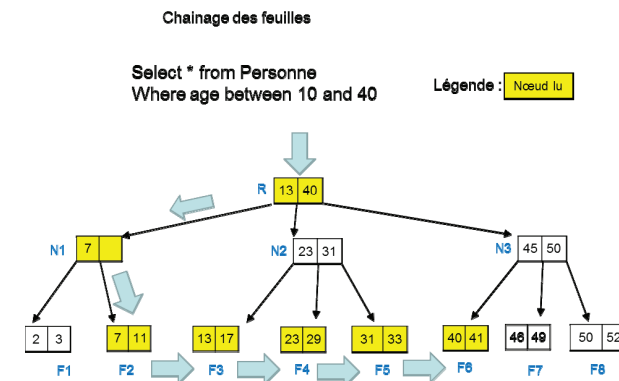 Chainage des feuilles
Select * from Personne
Where age between 10 and 40
Légende : Nœud lu
R 13 40
N1 7
N2 23 31
N3 45 50
2 3
7 11
13 17
23 29
31 33
40 41
46 49
50 52
F1
F2
F3
F4
F5
F6
F7
F8